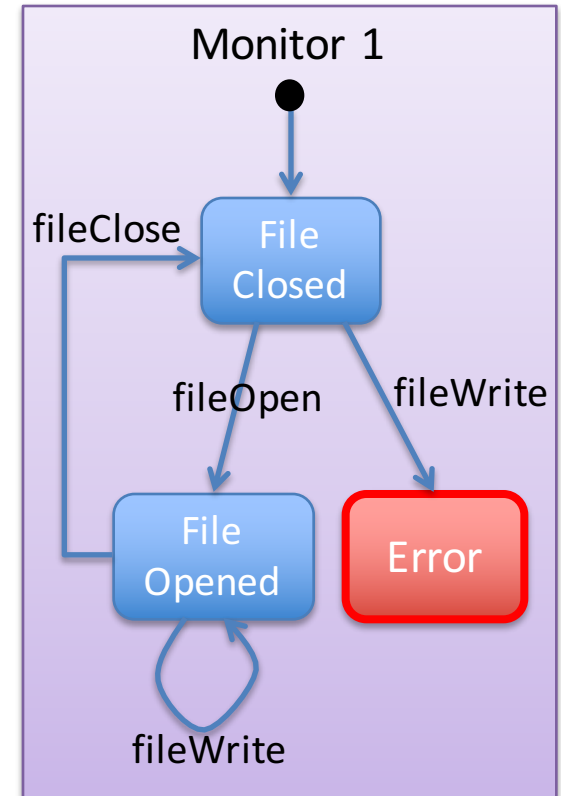 Monitor 1
fileClose
File
Closed
fileOpen
fileWrite
File
Opened
Error
fileWrite